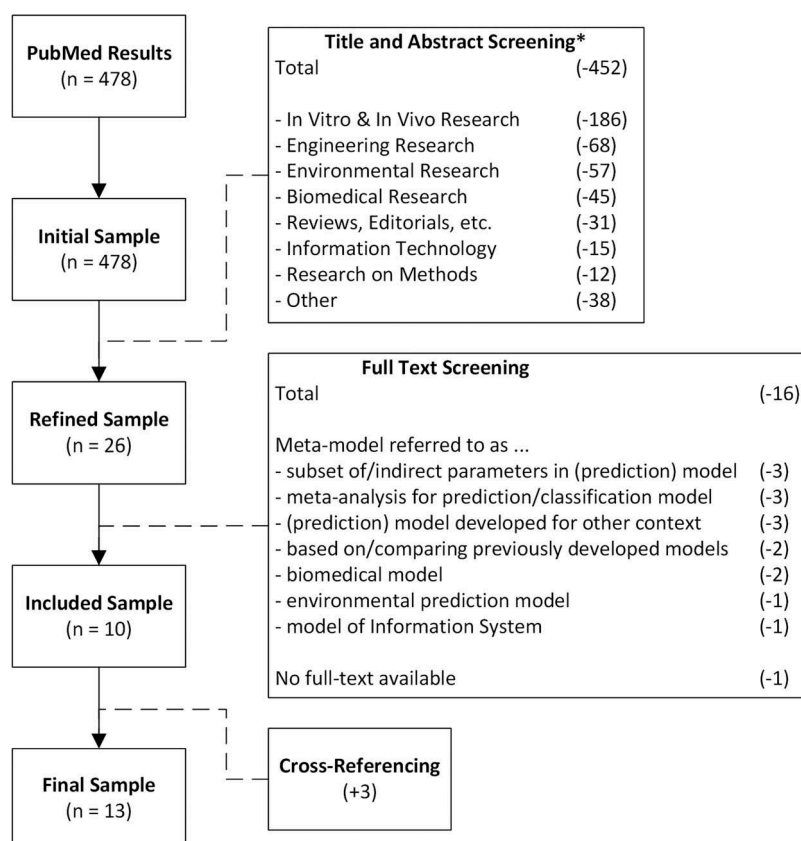 PubMed Results
(n = 478)
Initial Sample
n = 478)
Refined Sample
(n = 26)
Included Sample
(n = 10)
Final Sample
(n = 13)
Title and Abstract Screening*
Total (-452)
- In Vitro & In Vivo Research (-186)
- Engineering Research (-68)
- Environmental Research (-57)
- Biomedical Research (-45)
- Reviews, Editorials, etc. (-31)
- Information Technology (-15)
- Research on Methods (-12)
- Other (-38)
Full Text Screening
Total (-16)
Meta-model referred to as ...
- subset of/indirect parameters in (prediction) model (-3)
- meta-analysis for prediction/classification model (-3)
- (prediction) model developed for other context (-3)
- based on/comparing previously developed models (-2)
- biomedical model (-2)
- environmental prediction model (-1)
- model of Information System (-1)
No full-text available (-1)
Cross-Referencing
(+3)